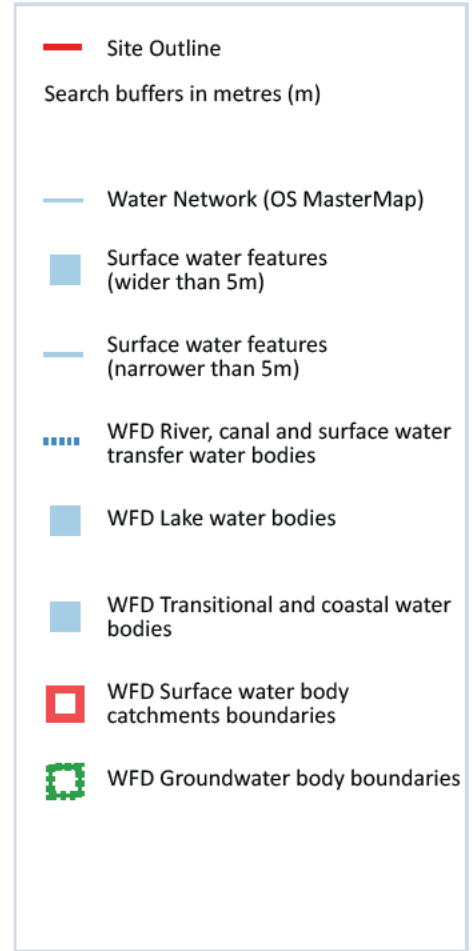 Site Outline
Search buffers in metres (m)
Water Network (OS MasterMap)
Surface water features
(wider than 5m)
Surface water features
(narrower than 5m)
WFD River, canal and surface water
transfer water bodies
WFD Lake water bodies
WFD Transitional and coastal water
bodies
WFD Surface water body
catchments boundaries
WFD Groundwater body boundaries